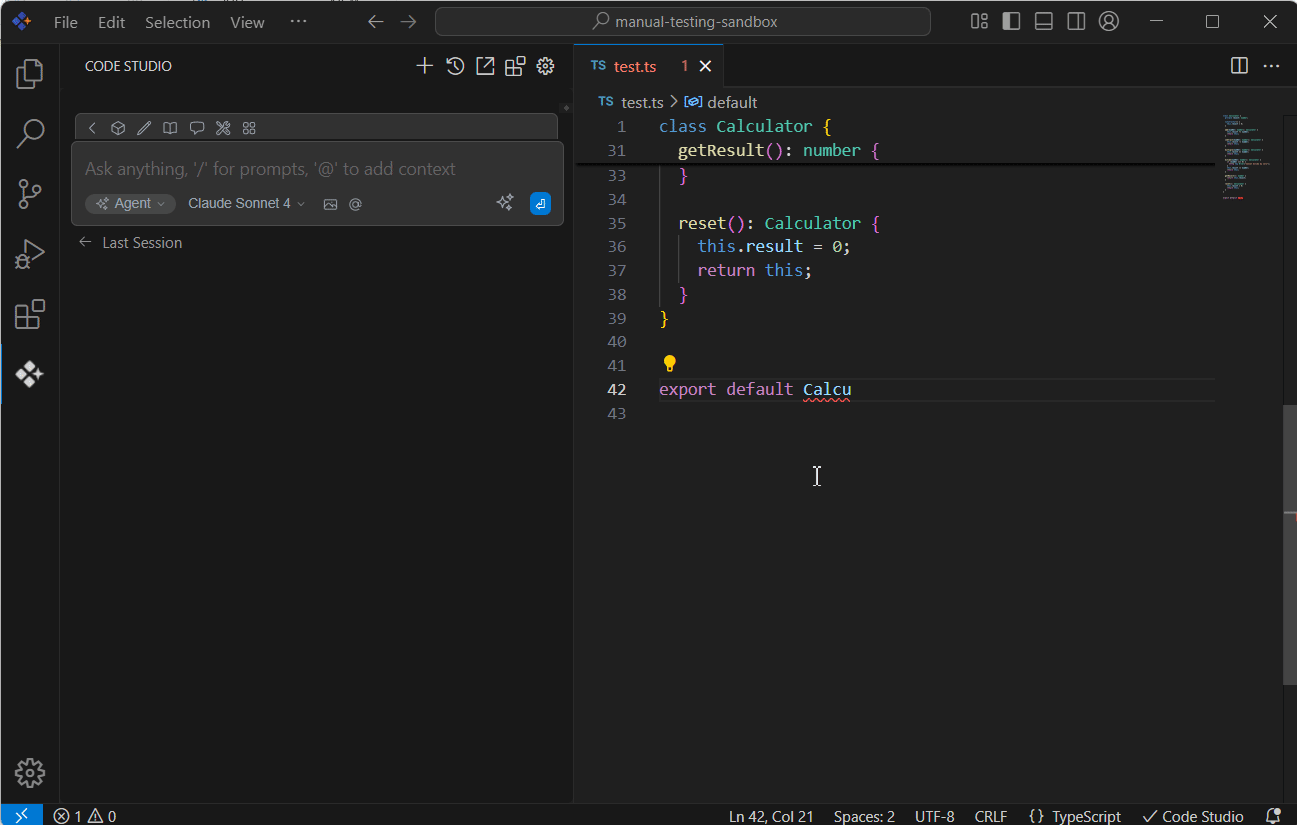 File Edit Selection View ··· manual-testing-sandbox
CODE STUDIO
TS test.ts 1
TS test.ts > default
Ask anything, '/' for prompts, '@' to add context
Agent Claude Sonnet 4 @
Last Session
1 class Calculator {
31 getResult(): number {
33 }
34
35 reset(): Calculator {
36 this.result = 0;
37 return this;
38 }
39 }
40
41
42 export default Calcu
43
1 0 Ln 42, Col 21 Spaces: 2 UTF-8 CRLF {} TypeScript Code Studio